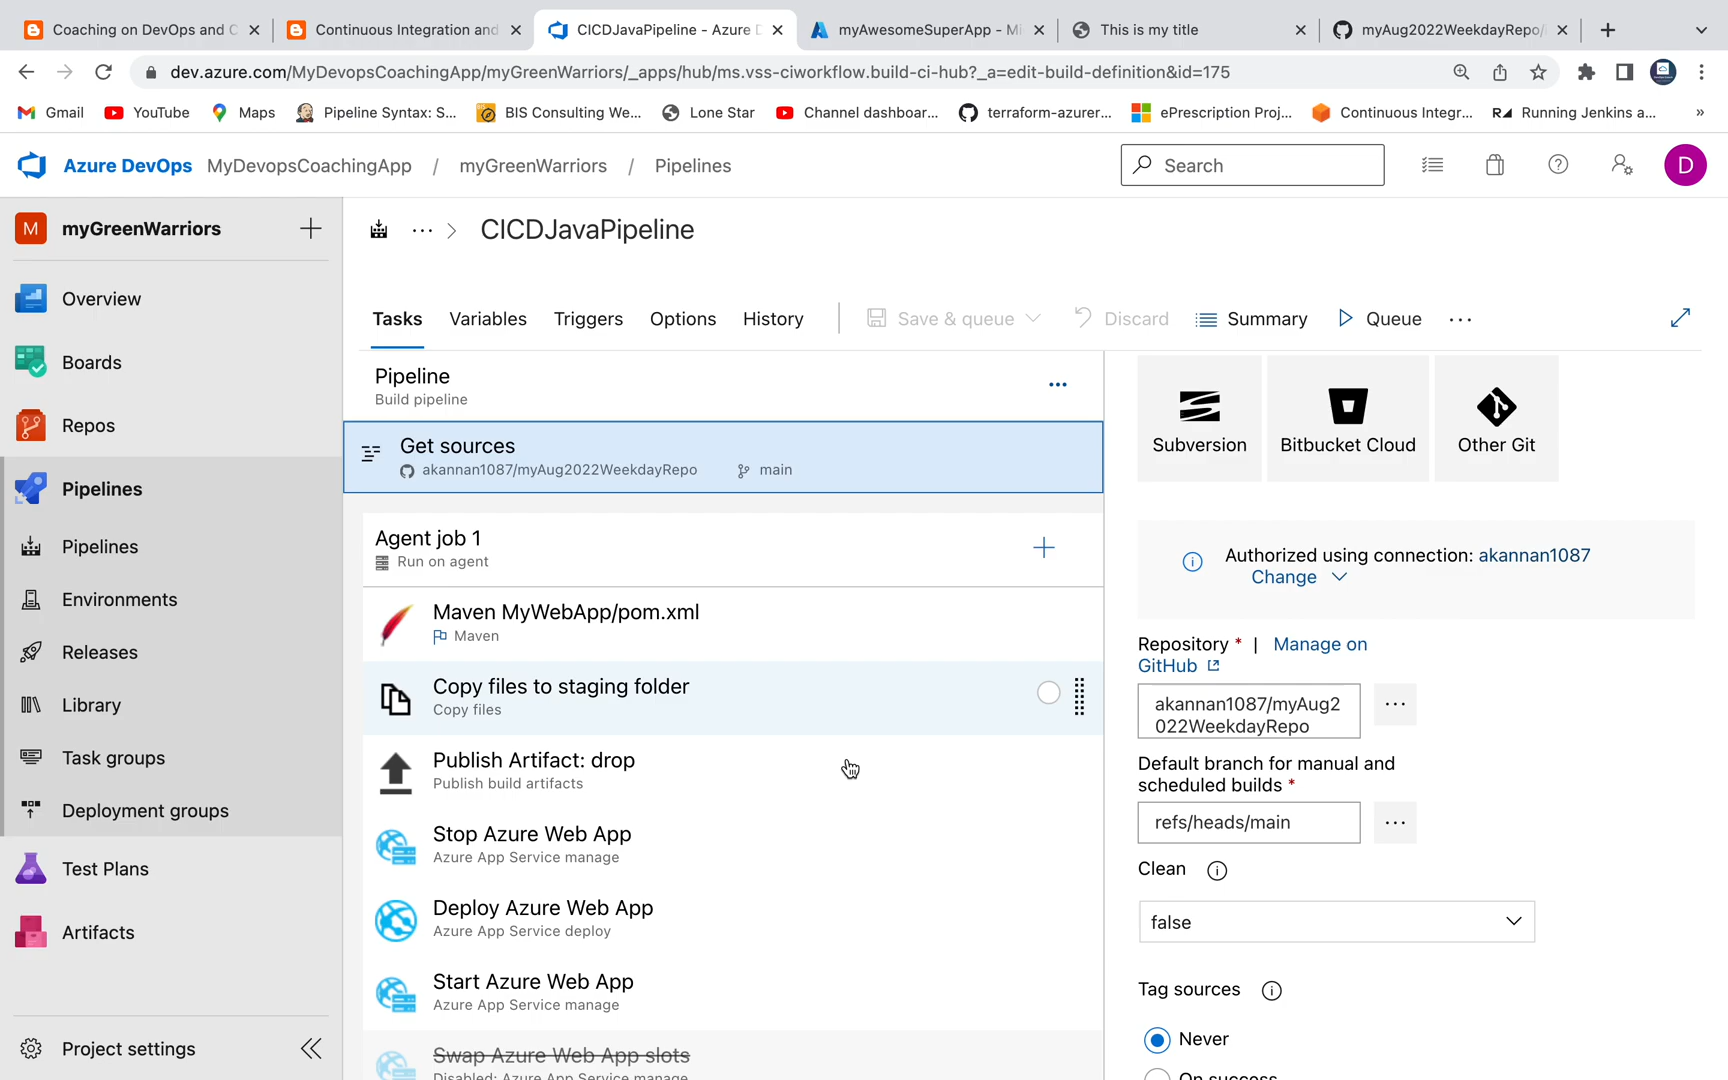 Coaching on DevOps and C
Continuous Integration and
CICDJavaPipeline - Azure D
myAwesomeSuperApp - Mi
This is my title
myAug2022WeekdayRepo/
dev.azure.com/MyDevopsCoachingApp/myGreenWarriors/_apps/hub/ms.vss-ciworkflow.build-ci-hub?_a=edit-build-definition&id=175
Gmail
YouTube
Maps
Pipeline Syntax: S...
BIS Consulting We...
Lone Star
Channel dashboar...
terraform-azurer...
ePrescription Proj...
Continuous Integr...
Running Jenkins a...
»
Azure DevOps
MyDevopsCoachingApp / myGreenWarriors / Pipelines
Search
D
M
myGreenWarriors
Overview
Boards
Repos
Pipelines
Pipelines
Environments
Releases
Library
Task groups
Deployment groups
Test Plans
Artifacts
Project settings
... > CICDJavaPipeline
Tasks
Variables
Triggers
Options
History
Save & queue
Discard
Summary
Queue
...
Pipeline
Build pipeline
...
Get sources
akannan1087/myAug2022WeekdayRepo
main
Agent job 1
Run on agent
Maven MyWebApp/pom.xml
Maven
Copy files to staging folder
Copy files
Publish Artifact: drop
Publish build artifacts
Stop Azure Web App
Azure App Service manage
Deploy Azure Web App
Azure App Service deploy
Start Azure Web App
Azure App Service manage
Swap Azure Web App slots
Disabled: Azure App Service manage
Subversion
Bitbucket Cloud
Other Git
Authorized using connection: akannan1087
Change
Repository * | Manage on
GitHub
akannan1087/myAug2
022WeekdayRepo
...
Default branch for manual and
scheduled builds *
refs/heads/main
...
Clean
false
Tag sources
Never
On success